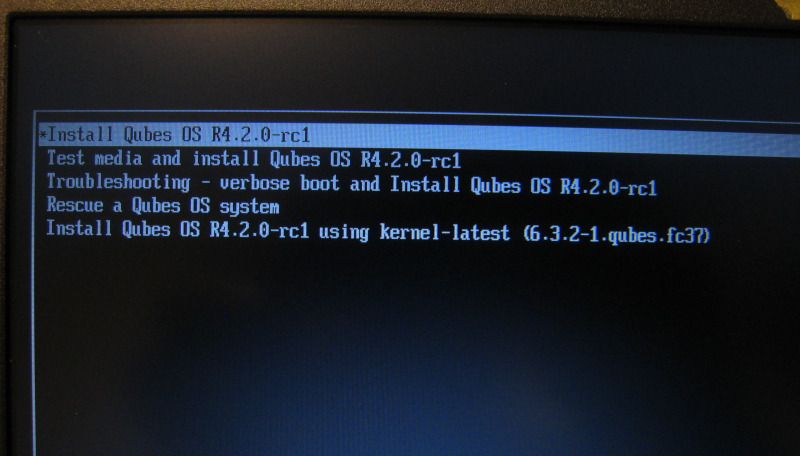 *Install Qubes OS R4.2.0-rc1
Test media and install Qubes OS R4.2.0-rc1
Troubleshooting - verbose boot and Install Qubes OS R4.2.0-rc1
Rescue a Qubes OS system
Install Qubes OS R4.2.0-rc1 using kernel-latest (6.3.2-1.qubes.fc37)